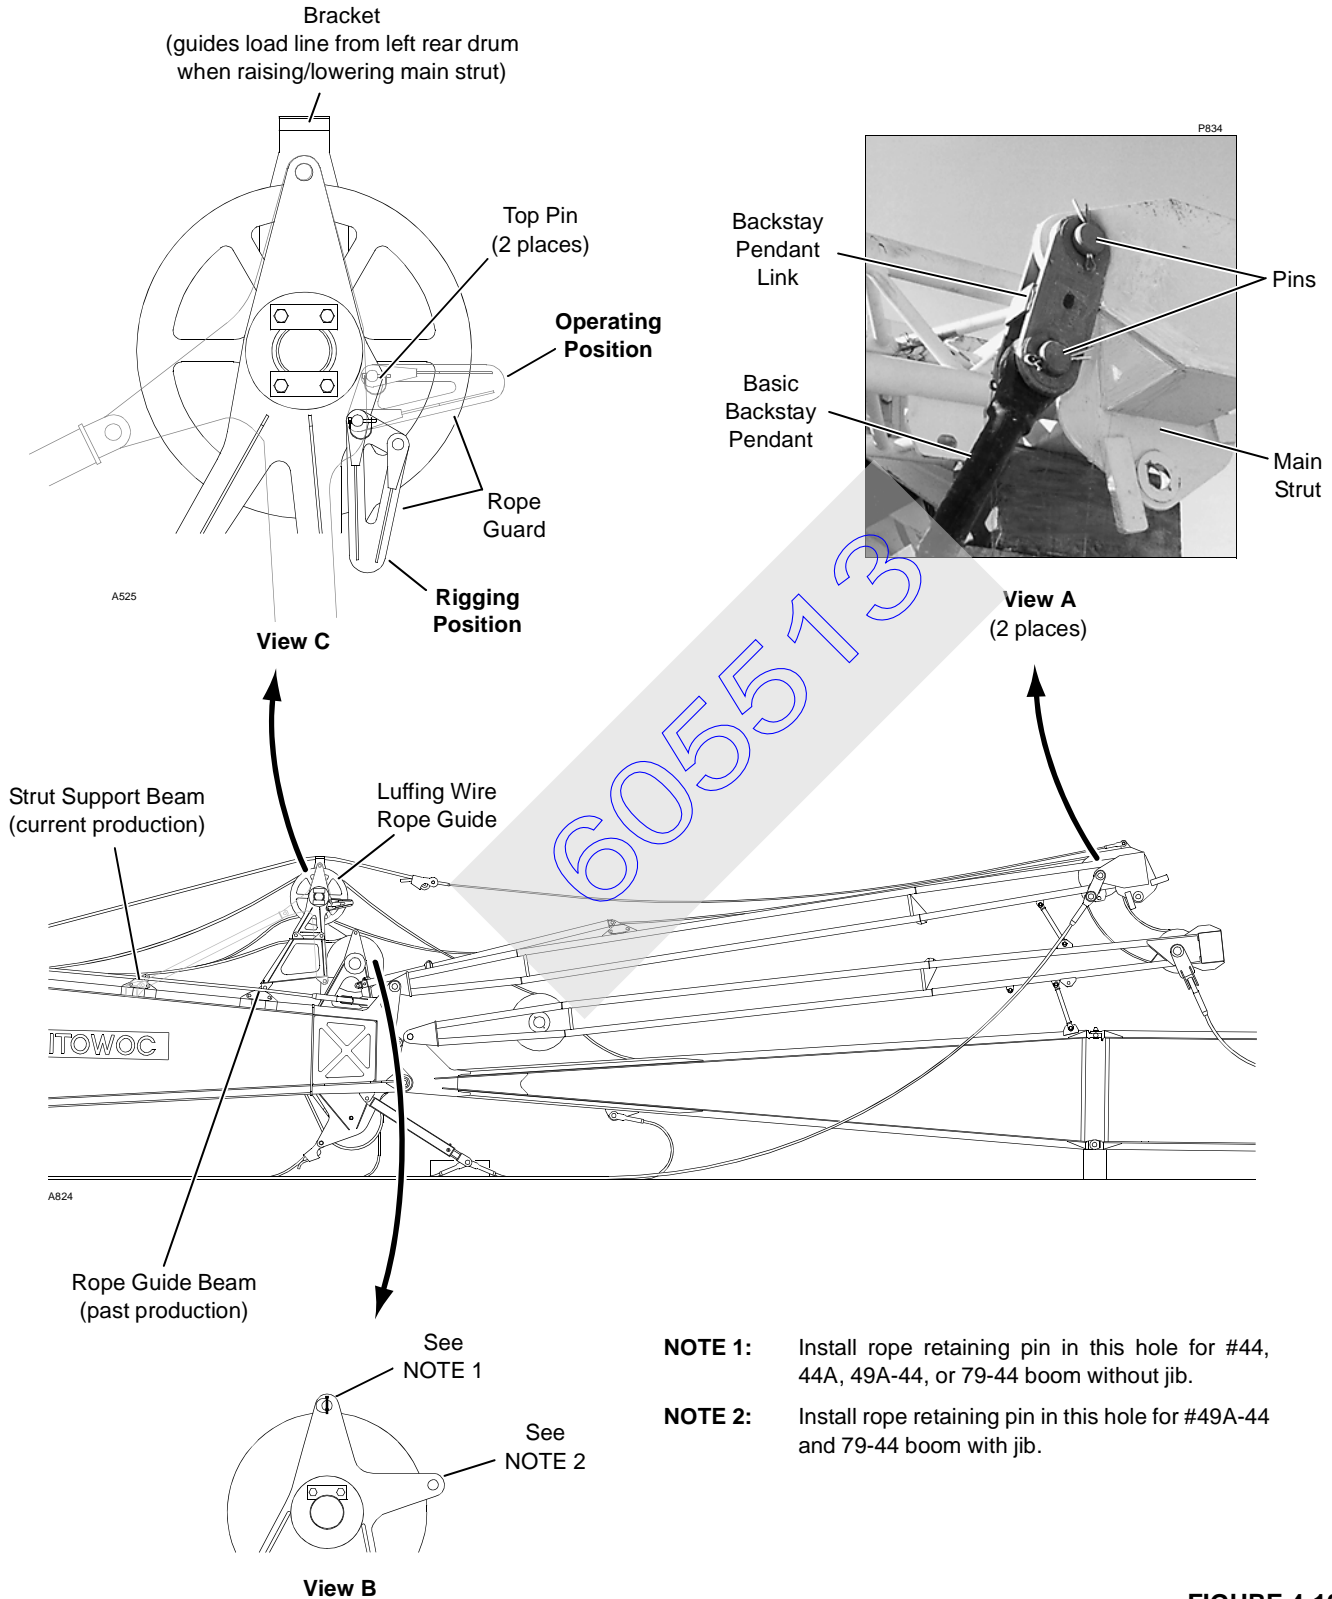 Bracket
(guides load line from left rear drum
when raising/lowering main strut)
P834
Top Pin
(2 places)
Backstay
Pendant
Link
Pins
Operating
Position
Basic
Backstay
Pendant
Main
Strut
Rope
Guard
A525
Rigging
Position
View C
View A
(2 places)
605513
Strut Support Beam
(current production)
Luffing Wire
Rope Guide
ITOWOC
A824
Rope Guide Beam
(past production)
See
NOTE 1
See
NOTE 2
NOTE 1: Install rope retaining pin in this hole for #44,
44A, 49A-44, or 79-44 boom without jib.
NOTE 2: Install rope retaining pin in this hole for #49A-44
and 79-44 boom with jib.
View B